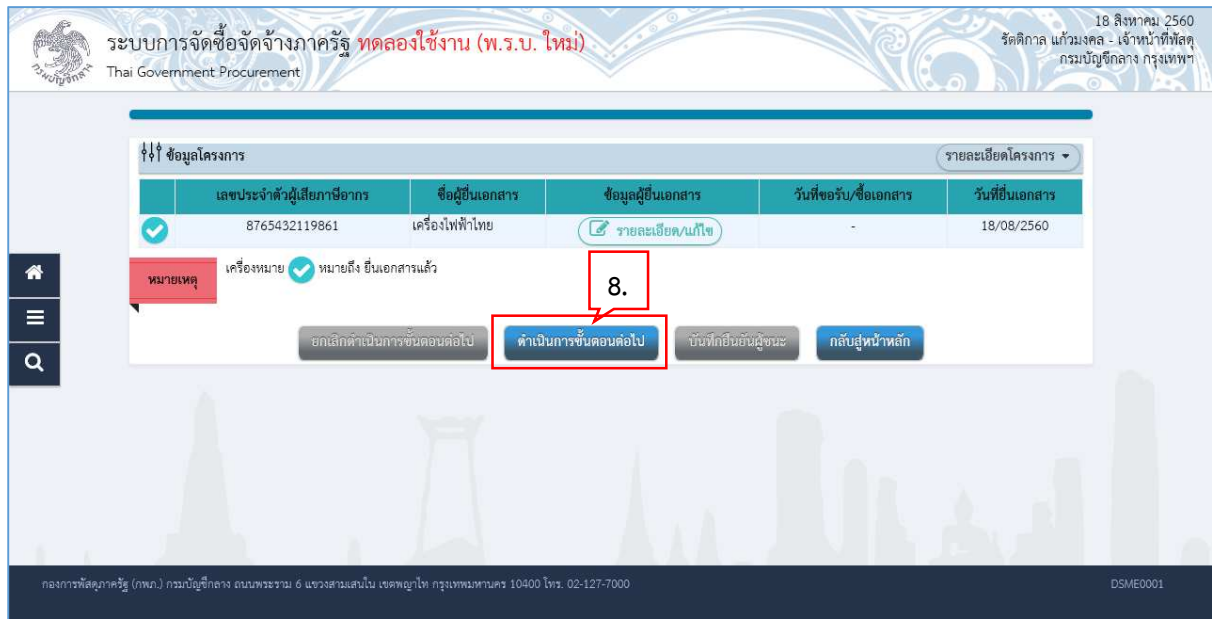 18 สิงหาคม 2560
ระบบการจัดซื้อจัดจ้างภาครัฐ ทดลองใช้งาน (พ.ร.บ. ใหม่)
รัตติกาล แก้วมงคล - เจ้าหน้าที่พัสดุ
Thai Government Procurement
กรมบัญชีกลาง กรุงเทพฯ
กรมบัญชีกลาง
ข้อมูลโครงการ
รายละเอียดโครงการ
เลขประจำตัวผู้เสียภาษีอากร ชื่อผู้ยื่นเอกสาร ข้อมูลผู้ยื่นเอกสาร วันที่ขอรับ/ซื้อเอกสาร วันที่ยื่นเอกสาร
8765432119861 เครื่องไฟฟ้าไทย รายละเอียด/แก้ไข - 18/08/2560
หมายเหตุ เครื่องหมาย หมายถึง ยื่นเอกสารแล้ว
8.
ยกเลิกดำเนินการขั้นตอนต่อไป ดำเนินการขั้นตอนต่อไป บันทึกยืนยันผู้ชนะ กลับสู่หน้าหลัก
กองการพัสดุภาครัฐ (กพภ.) กรมบัญชีกลาง ถนนพระราม 6 แขวงสามเสนใน เขตพญาไท กรุงเทพมหานคร 10400 โทร. 02-127-7000
DSME0001